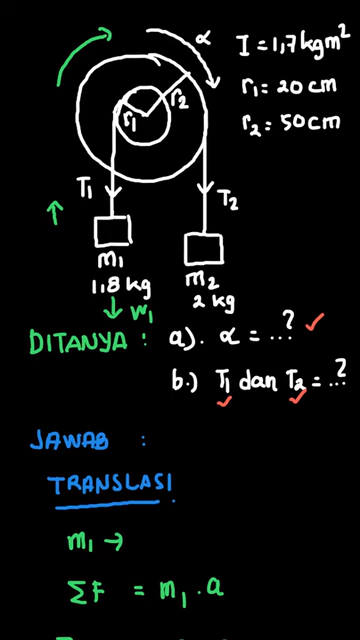 α
I = 1,7 kgm²
r₁ = 20 cm
r₂ = 50 cm
r₁
r₂
T₁
T₂
m₁
1,8 kg
m₂
2 kg
W₁
DITANYA : a). α = ...?
b.) T₁ dan T₂ = ...?
JAWAB :
TRANSLASI
m₁ →
ΣF = m₁ . a